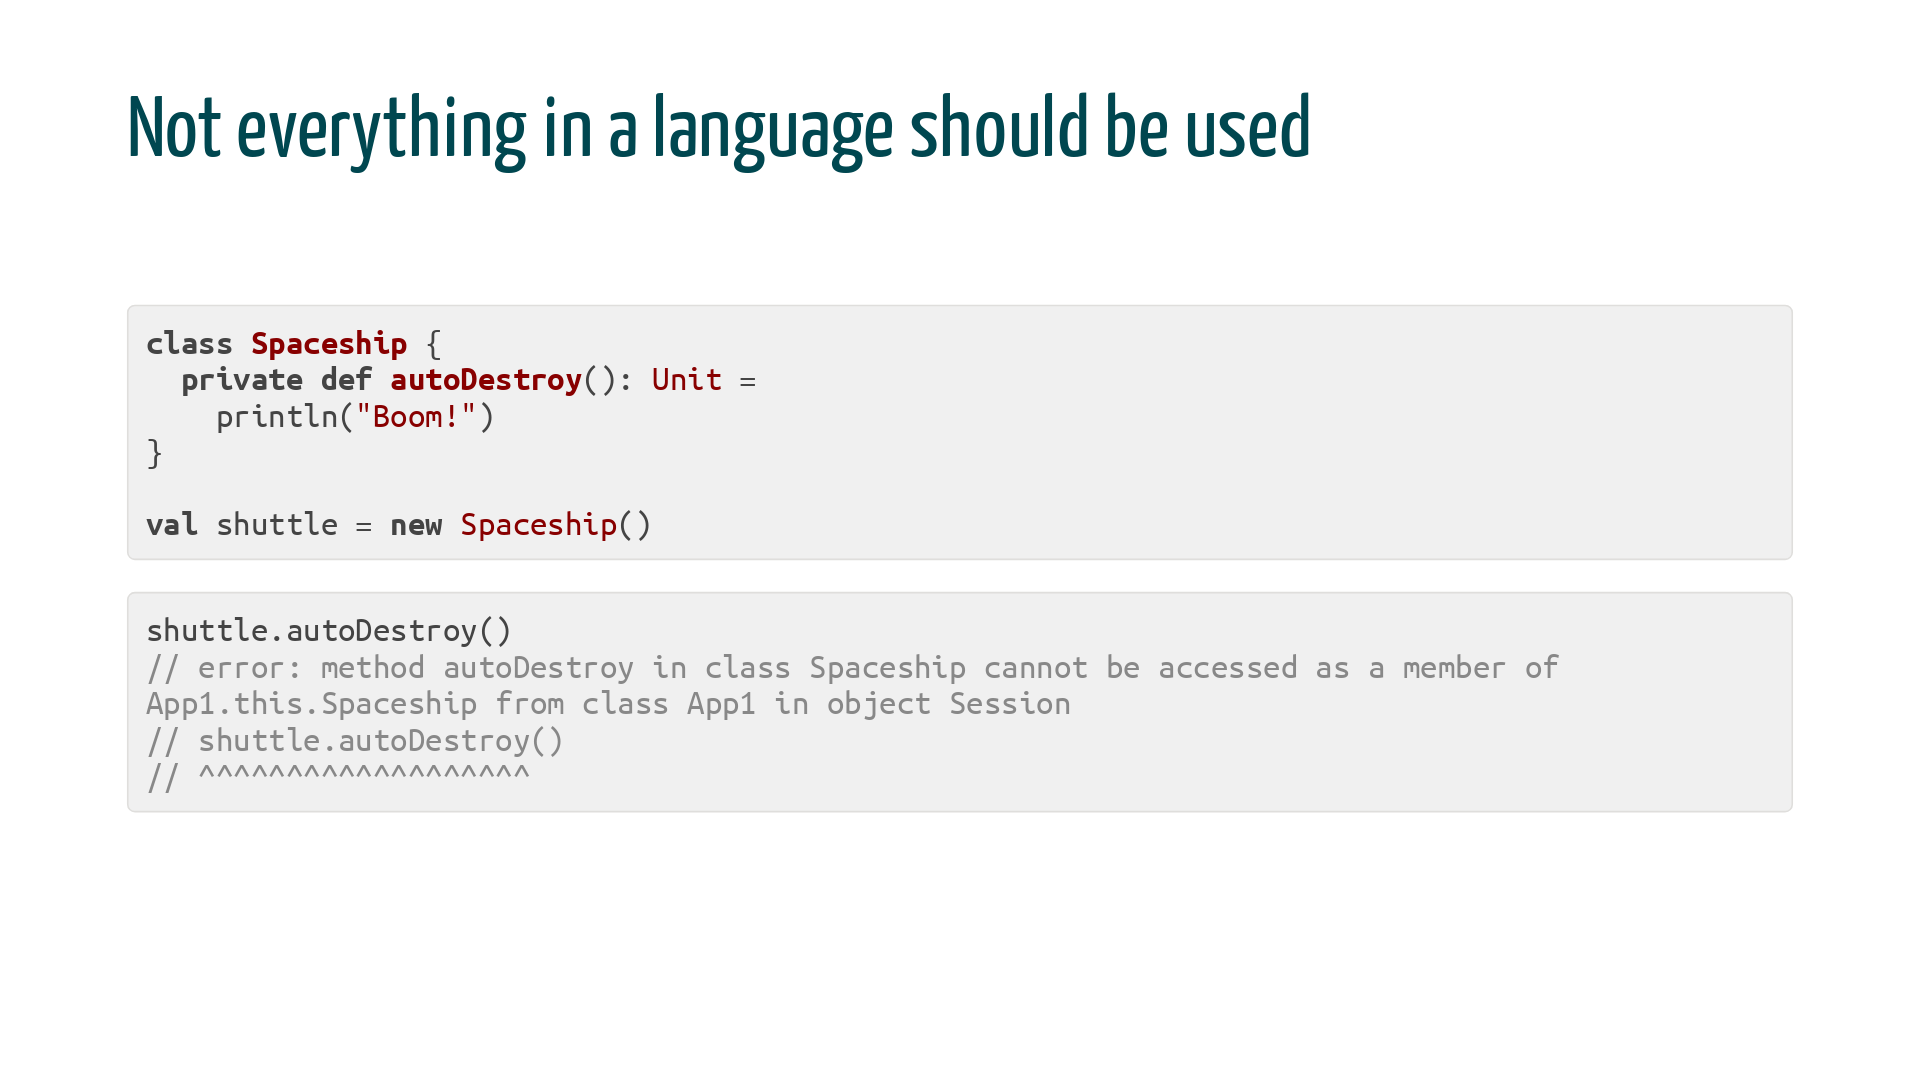 Not everything in a language should be used
class Spaceship {
  private def autoDestroy(): Unit =
    println("Boom!")
}
val shuttle = new Spaceship()
shuttle.autoDestroy()
// error: method autoDestroy in class Spaceship cannot be accessed as a member of
App1.this.Spaceship from class App1 in object Session
// shuttle.autoDestroy()
// ^^^^^^^^^^^^^^^^^^^